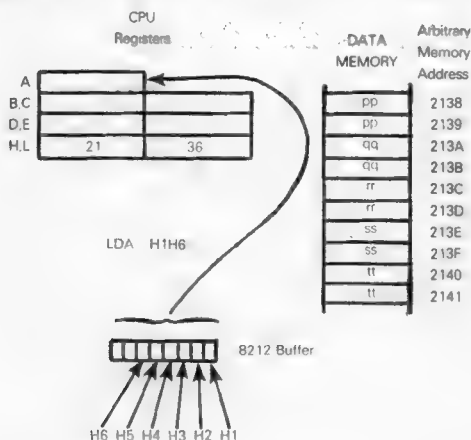 CPU
Registers
DATA
MEMORY
Arbitrary
Memory
Address
A
B,C
D,E
H,L 21 36
pp 2138
pp 2139
qq 213A
qq 213B
rr 213C
rr 213D
ss 213E
ss 213F
tt 2140
tt 2141
LDA H1H6
8212 Buffer
H6 H5 H4 H3 H2 H1